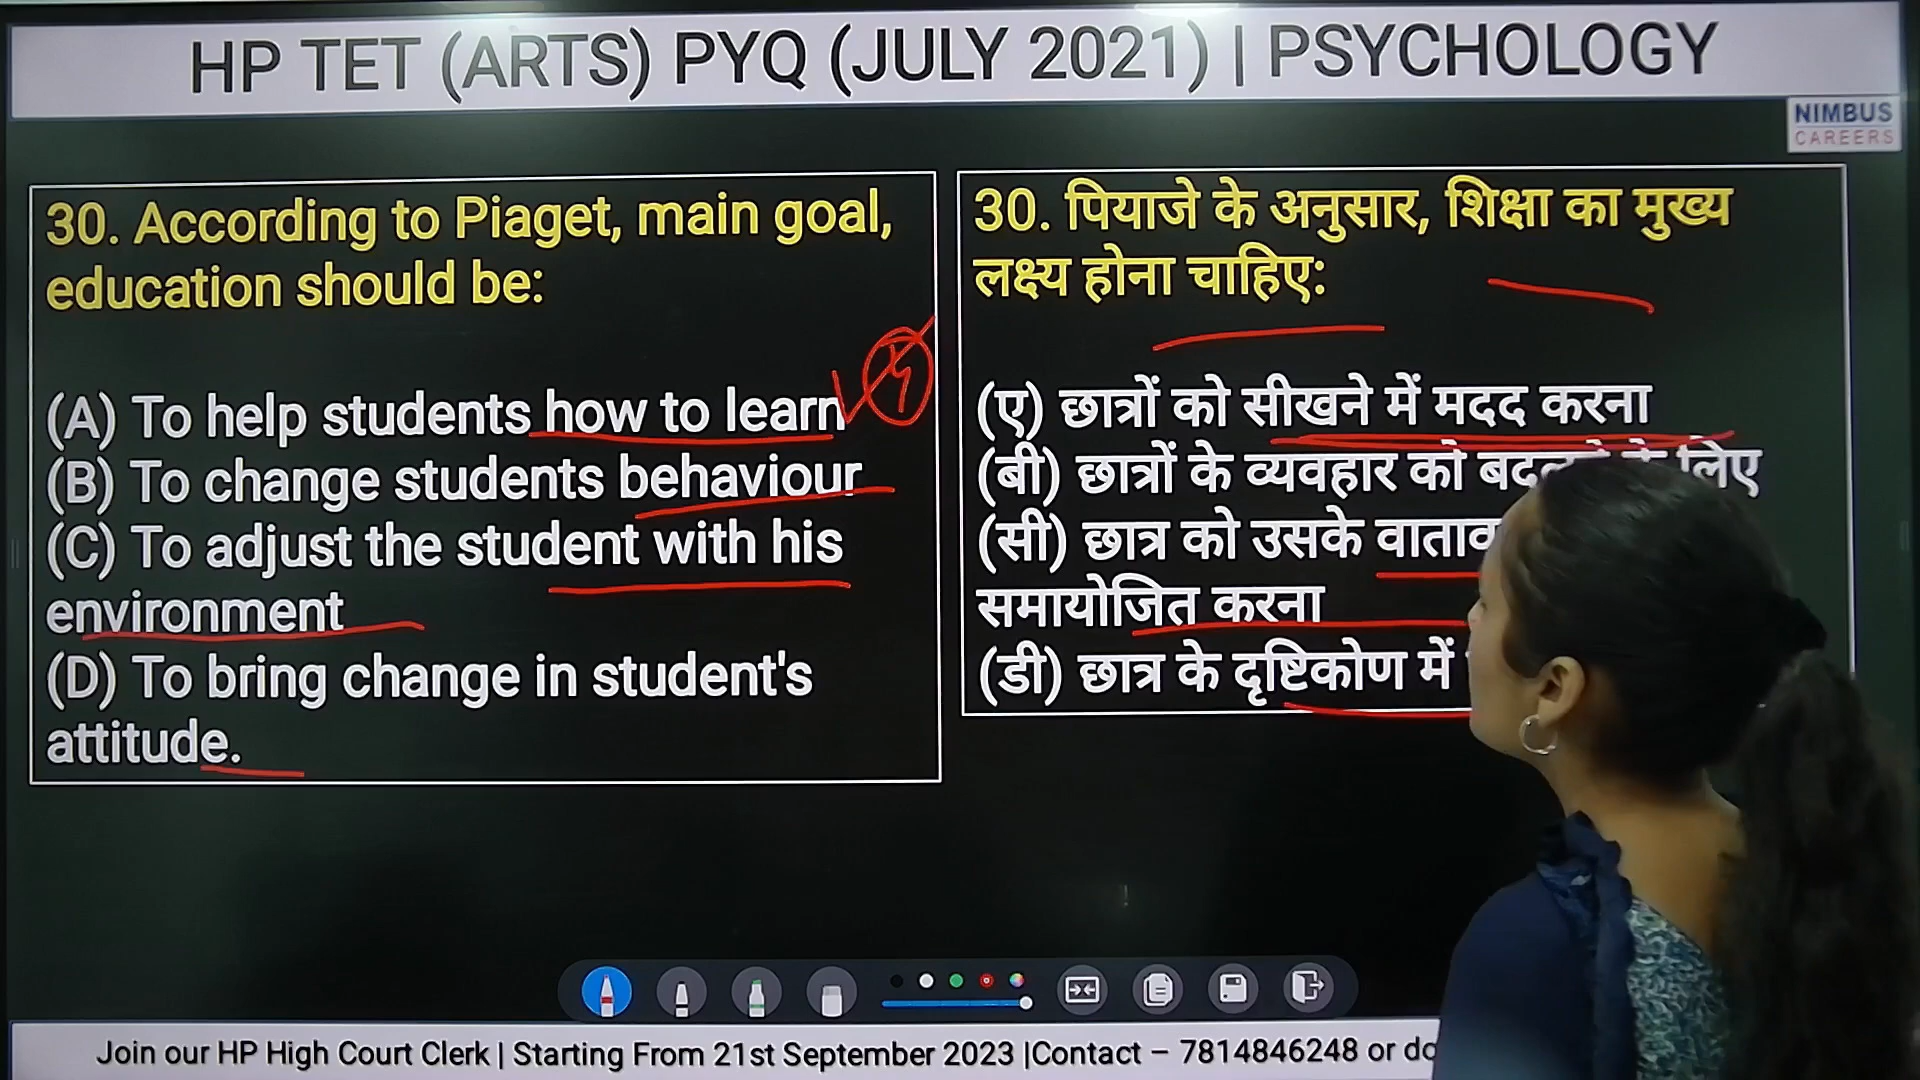 HP TET (ARTS) PYQ (JULY 2021) | PSYCHOLOGY
NIMBUS
CAREERS
30. According to Piaget, main goal,
education should be:
(A) To help students how to learn
(B) To change students behaviour
(C) To adjust the student with his
environment
(D) To bring change in student's
attitude.
30. पियाजे के अनुसार, शिक्षा का मुख्य
लक्ष्य होना चाहिए:
(ए) छात्रों को सीखने में मदद करना
(बी) छात्रों के व्यवहार को लिए
(सी) छात्र को उसके
समायोजित करना
(डी) छात्र के दृष्टिकोण में
Join our HP High Court Clerk | Starting From 21st September 2023 |Contact – 7814846248 or